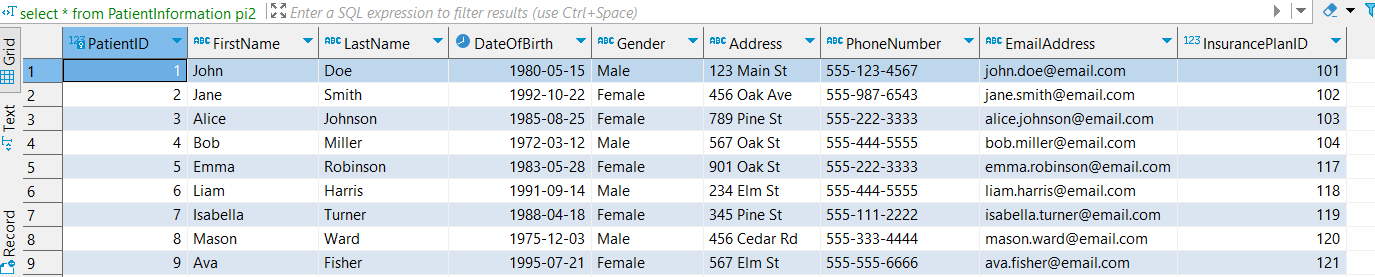 select * from PatientInformation pi2 Enter a SQL expression to filter results (use Ctrl+Space)
Grid
Text
Record
123 PatientID ABC FirstName ABC LastName DateOfBirth ABC Gender ABC Address ABC PhoneNumber ABC EmailAddress 123 InsurancePlanID
1 1 John Doe 1980-05-15 Male 123 Main St 555-123-4567 john.doe@email.com 101
2 2 Jane Smith 1992-10-22 Female 456 Oak Ave 555-987-6543 jane.smith@email.com 102
3 3 Alice Johnson 1985-08-25 Female 789 Pine St 555-222-3333 alice.johnson@email.com 103
4 4 Bob Miller 1972-03-12 Male 567 Oak St 555-444-5555 bob.miller@email.com 104
5 5 Emma Robinson 1983-05-28 Female 901 Oak St 555-222-3333 emma.robinson@email.com 117
6 6 Liam Harris 1991-09-14 Male 234 Elm St 555-444-5555 liam.harris@email.com 118
7 7 Isabella Turner 1988-04-18 Female 345 Pine St 555-111-2222 isabella.turner@email.com 119
8 8 Mason Ward 1975-12-03 Male 456 Cedar Rd 555-333-4444 mason.ward@email.com 120
9 9 Ava Fisher 1995-07-21 Female 567 Elm St 555-555-6666 ava.fisher@email.com 121